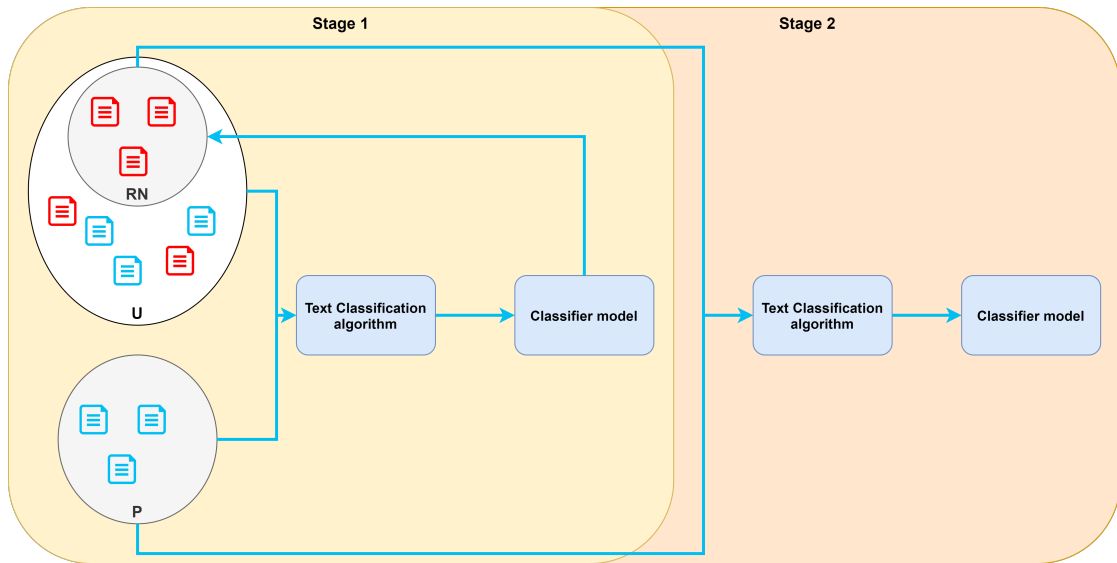 Stage 1
Stage 2
RN
U
Text Classification
algorithm
Classifier model
Text Classification
algorithm
Classifier model
P